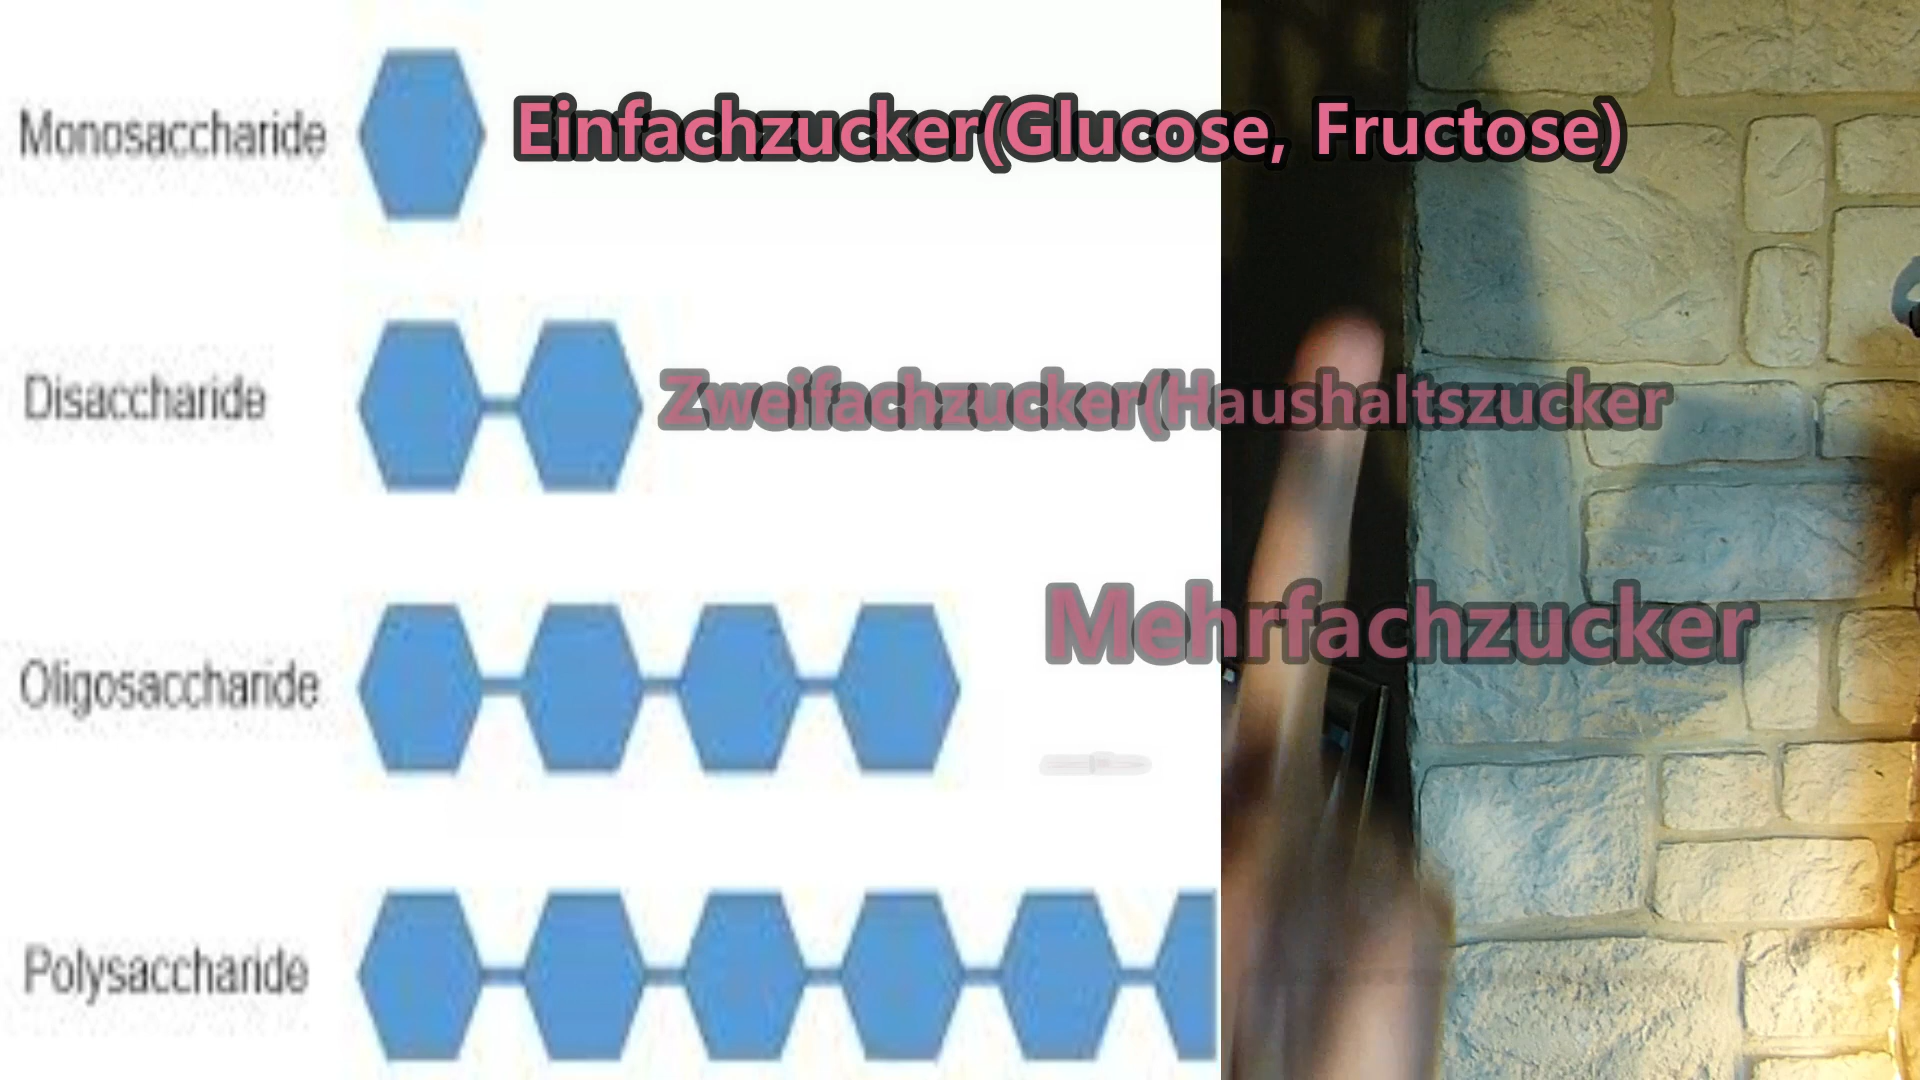 Monosaccharide
Einfachzucker(Glucose, Fructose)
Disaccharide
Zweifachzucker(Haushaltszucker
Mehrfachzucker
Oligosaccharide
Polysaccharide